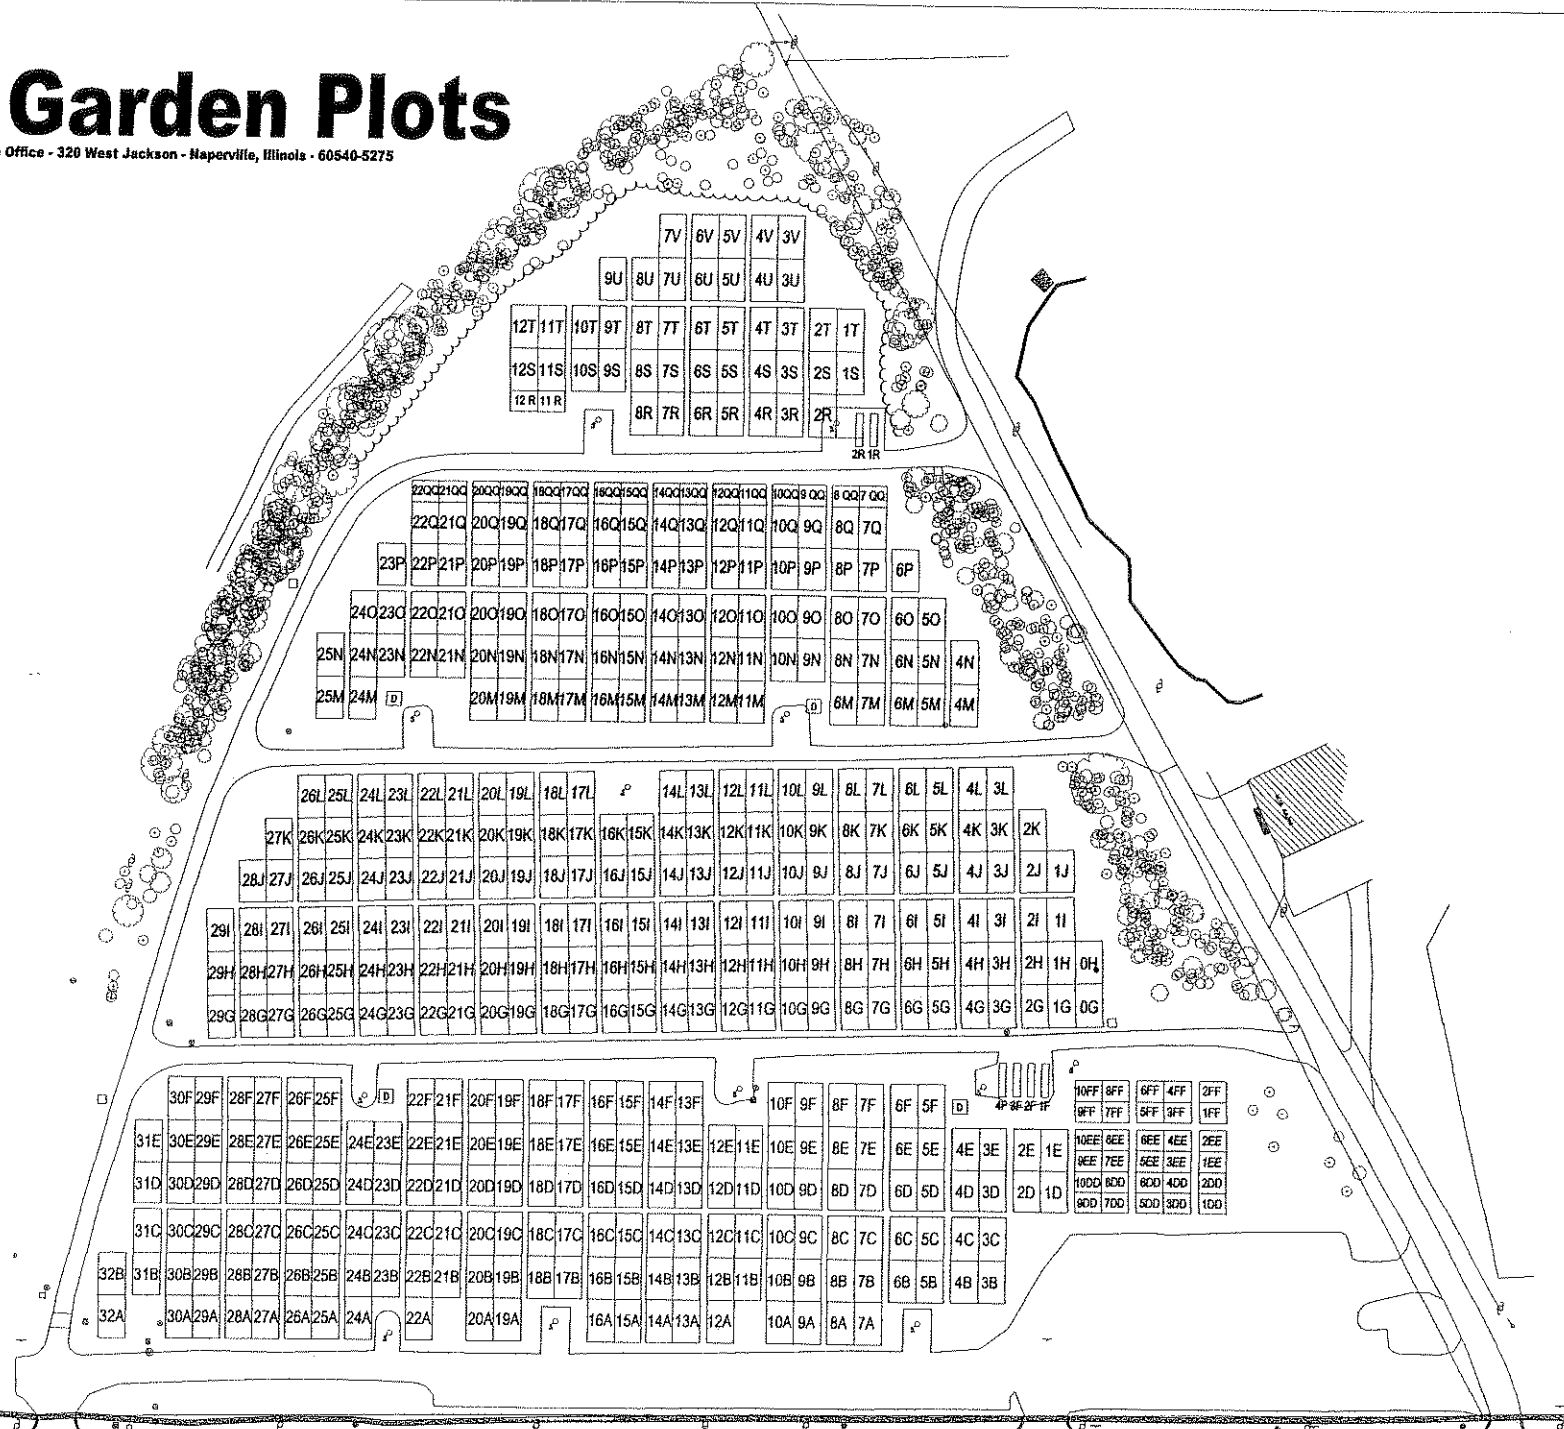 Garden Plots
Office - 320 West Jackson - Naperville, Illinois - 60540-5275
7V 6V 5V 4V 3V
9U 8U 7U 6U 5U 4U 3U
12T 11T 10T 9T 8T 7T 6T 5T 4T 3T 2T 1T
12S 11S 10S 9S 8S 7S 6S 5S 4S 3S 2S 1S
12 R 11 R 8R 7R 6R 5R 4R 3R 2R
2R 1R
22QQ 21QQ 20QQ 19QQ 18QQ 17QQ 16QQ 15QQ 14QQ 13QQ 12QQ 11QQ 10QQ 9 QQ 8 QQ 7 QQ
22Q 21Q 20Q 19Q 18Q 17Q 16Q 15Q 14Q 13Q 12Q 11Q 10Q 9Q 8Q 7Q
23P 22P 21P 20P 19P 18P 17P 16P 15P 14P 13P 12P 11P 10P 9P 8P 7P 6P
24O 23O 22O 21O 20O 19O 18O 17O 16O 15O 14O 13O 12O 11O 10O 9O 8O 7O 6O 5O
25N 24N 23N 22N 21N 20N 19N 18N 17N 16N 15N 14N 13N 12N 11N 10N 9N 8N 7N 6N 5N 4N
25M 24M D 20M 19M 18M 17M 16M 15M 14M 13M 12M 11M D 6M 7M 6M 5M 4M
26L 25L 24L 23L 22L 21L 20L 19L 18L 17L 14L 13L 12L 11L 10L 9L 8L 7L 6L 5L 4L 3L
27K 26K 25K 24K 23K 22K 21K 20K 19K 18K 17K 16K 15K 14K 13K 12K 11K 10K 9K 8K 7K 6K 5K 4K 3K 2K
28J 27J 26J 25J 24J 23J 22J 21J 20J 19J 18J 17J 16J 15J 14J 13J 12J 11J 10J 9J 8J 7J 6J 5J 4J 3J 2J 1J
29I 28I 27I 26I 25I 24I 23I 22I 21I 20I 19I 18I 17I 16I 15I 14I 13I 12I 11I 10I 9I 8I 7I 6I 5I 4I 3I 2I 1I
29H 28H 27H 26H 25H 24H 23H 22H 21H 20H 19H 18H 17H 16H 15H 14H 13H 12H 11H 10H 9H 8H 7H 6H 5H 4H 3H 2H 1H 0H
29G 28G 27G 26G 25G 24G 23G 22G 21G 20G 19G 18G 17G 16G 15G 14G 13G 12G 11G 10G 9G 8G 7G 6G 5G 4G 3G 2G 1G 0G
30F 29F 28F 27F 26F 25F D 22F 21F 20F 19F 18F 17F 16F 15F 14F 13F 10F 9F 8F 7F 6F 5F D 4F 3F 2F 1F
10FF 8FF 6FF 4FF 2FF
9FF 7FF 5FF 3FF 1FF
31E 30E 29E 28E 27E 26E 25E 24E 23E 22E 21E 20E 19E 18E 17E 16E 15E 14E 13E 12E 11E 10E 9E 8E 7E 6E 5E 4E 3E 2E 1E
10EE 8EE 6EE 4EE 2EE
9EE 7EE 5EE 3EE 1EE
31D 30D 29D 28D 27D 26D 25D 24D 23D 22D 21D 20D 19D 18D 17D 16D 15D 14D 13D 12D 11D 10D 9D 8D 7D 6D 5D 4D 3D 2D 1D
10DD 8DD 6DD 4DD 2DD
9DD 7DD 5DD 3DD 1DD
31C 30C 29C 28C 27C 26C 25C 24C 23C 22C 21C 20C 19C 18C 17C 16C 15C 14C 13C 12C 11C 10C 9C 8C 7C 6C 5C 4C 3C
32B 31B 30B 29B 28B 27B 26B 25B 24B 23B 22B 21B 20B 19B 18B 17B 16B 15B 14B 13B 12B 11B 10B 9B 8B 7B 6B 5B 4B 3B
32A 30A 29A 28A 27A 26A 25A 24A 22A 20A 19A 16A 15A 14A 13A 12A 10A 9A 8A 7A